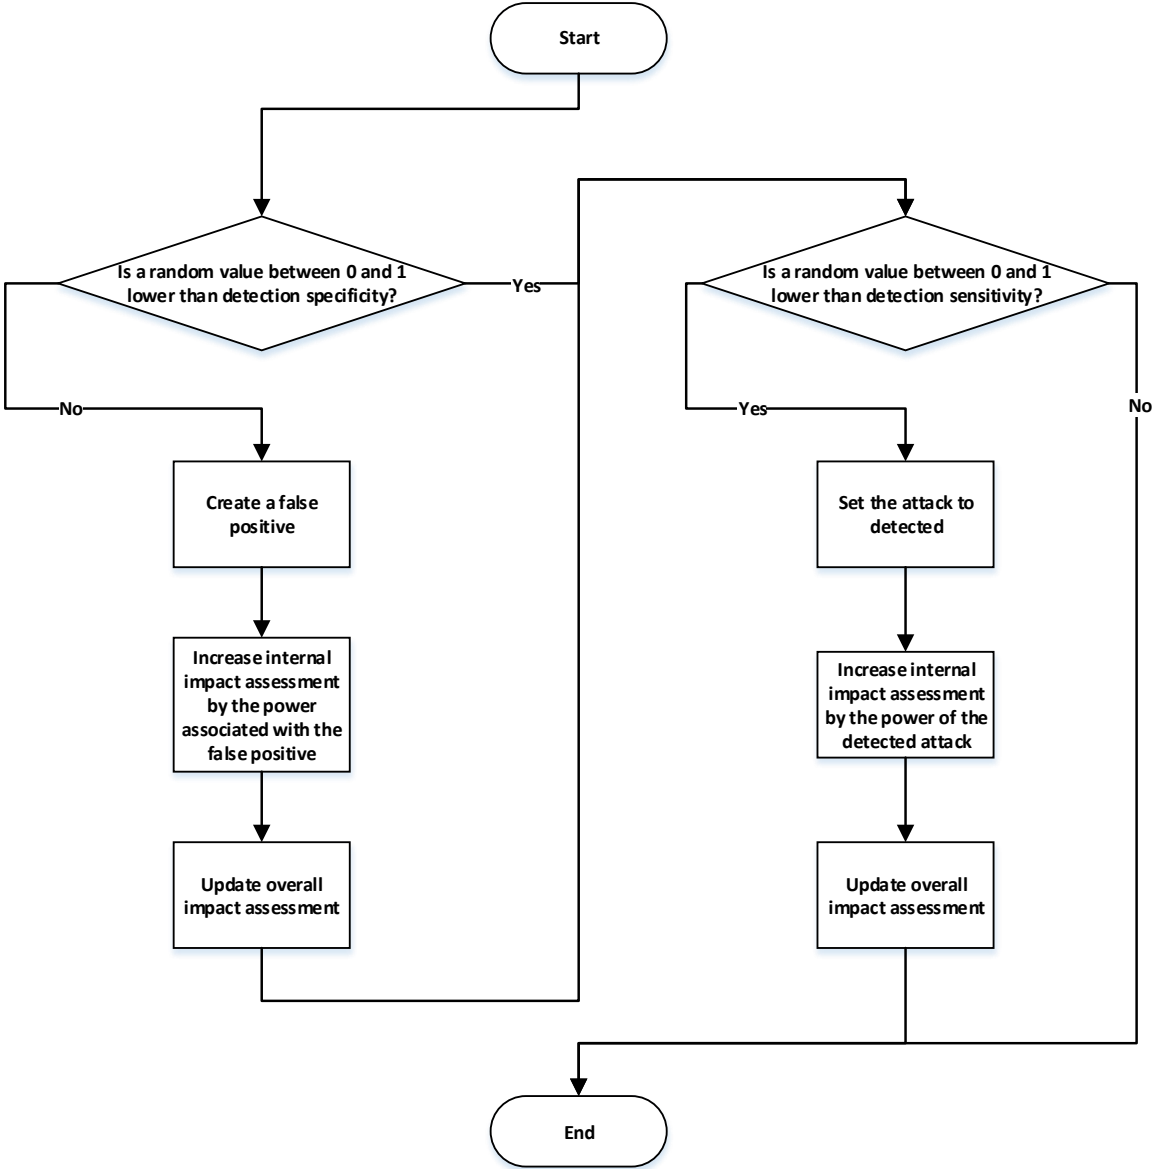 Start
Is a random value between 0 and 1
lower than detection specificity?
Yes
No
Create a false
positive
Increase internal
impact assessment
by the power
associated with the
false positive
Update overall
impact assessment
Is a random value between 0 and 1
lower than detection sensitivity?
Yes
No
Set the attack to
detected
Increase internal
impact assessment
by the power of the
detected attack
Update overall
impact assessment
End